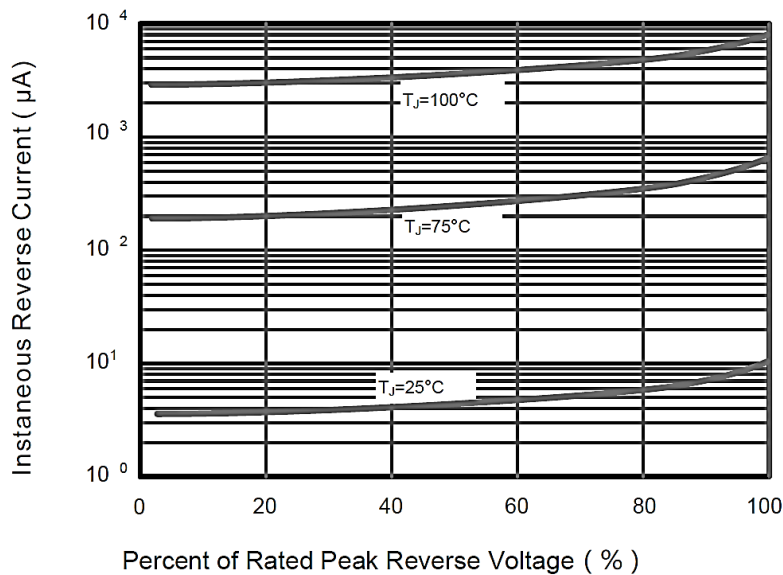 Instaneous Reverse Current ( μA)
10 4
10 3
10 2
10 1
10 0
TJ=100°C
TJ=75°C
TJ=25°C
0 20 40 60 80 100
Percent of Rated Peak Reverse Voltage ( % )